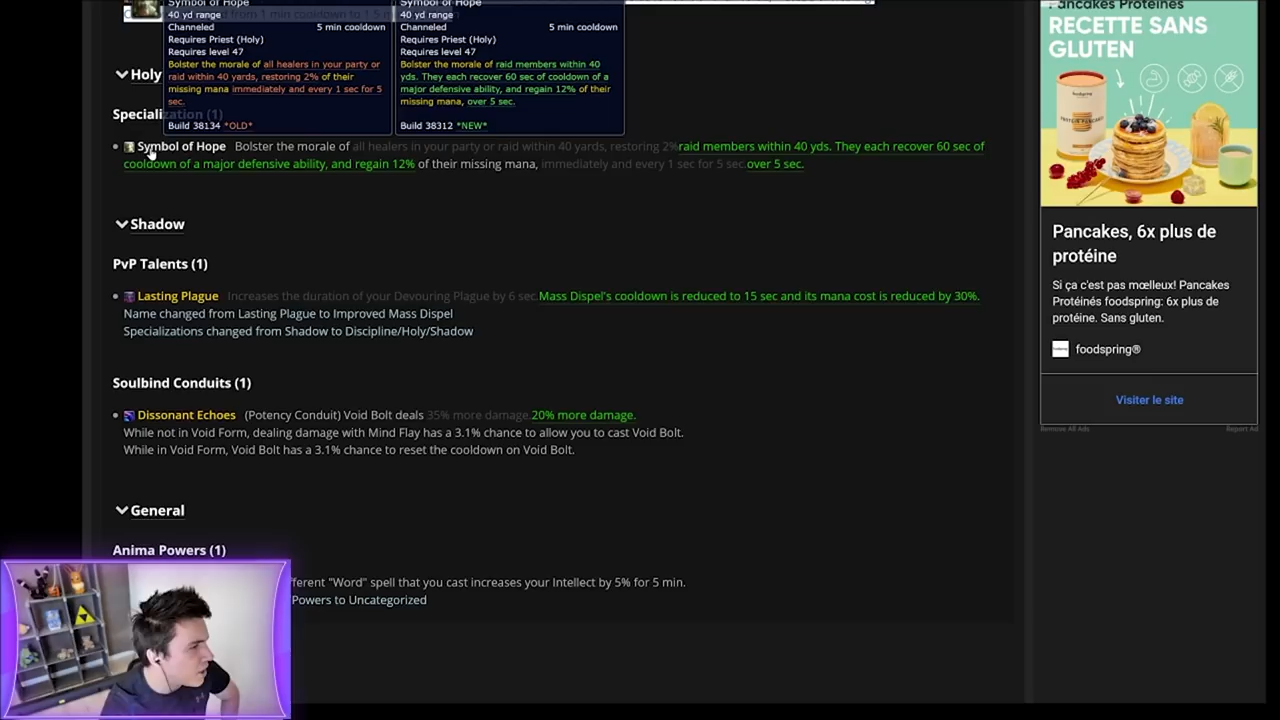 Symbol of Hope
40 yd range
Channeled 5 min cooldown
Requires Priest (Holy)
Requires level 47
Bolster the morale of all healers in your party or
raid within 40 yards, restoring 2% of their
missing mana immediately and every 1 sec for 5
sec.
Build 38134 *OLD*
Symbol of Hope
40 yd range
Channeled 5 min cooldown
Requires Priest (Holy)
Requires level 47
Bolster the morale of raid members within 40
yds. They each recover 60 sec of cooldown of a
major defensive ability, and regain 12% of their
missing mana, over 5 sec.
Build 38312 *NEW*
Holy
Specialization (1)
Symbol of Hope Bolster the morale of all healers in your party or raid within 40 yards, restoring 2%raid members within 40 yds. They each recover 60 sec of
cooldown of a major defensive ability, and regain 12% of their missing mana, immediately and every 1 sec for 5 sec.over 5 sec.
Shadow
PvP Talents (1)
Lasting Plague Increases the duration of your Devouring Plague by 6 sec.Mass Dispel's cooldown is reduced to 15 sec and its mana cost is reduced by 30%.
Name changed from Lasting Plague to Improved Mass Dispel
Specializations changed from Shadow to Discipline/Holy/Shadow
Soulbind Conduits (1)
Dissonant Echoes (Potency Conduit) Void Bolt deals 35% more damage.20% more damage.
While not in Void Form, dealing damage with Mind Flay has a 3.1% chance to allow you to cast Void Bolt.
While in Void Form, Void Bolt has a 3.1% chance to reset the cooldown on Void Bolt.
General
Anima Powers (1)
fferent "Word" spell that you cast increases your Intellect by 5% for 5 min.
Powers to Uncategorized
Pancakes Protéinés
RECETTE SANS
GLUTEN
Pancakes, 6x plus de
protéine
Si ça c'est pas mœlleux! Pancakes
Protéinés foodspring: 6x plus de
protéine. Sans gluten.
foodspring®
Visiter le site
Remove All Ads Report Ad